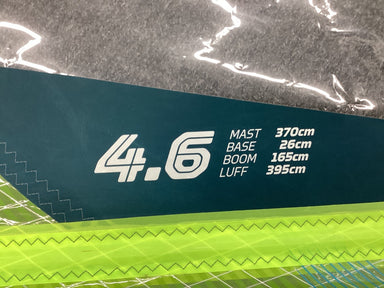 4.6
MAST 370cm
BASE 26cm
BOOM 165cm
LUFF 395cm